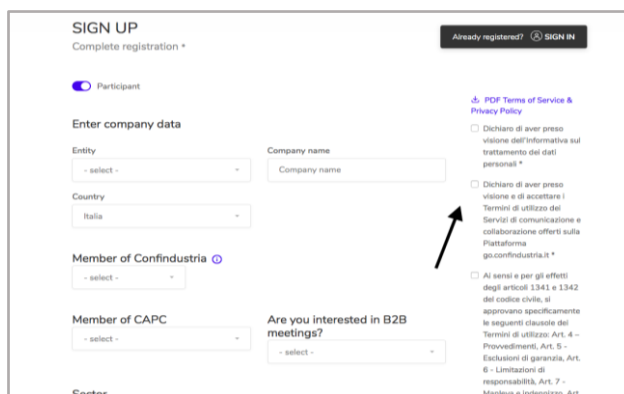 SIGN UP
Complete registration *
Already registered? SIGN IN
Participant
Enter company data
Entity
- select -
Company name
Company name
Country
Italia
Member of Confindustria
- select -
Member of CAPC
- select -
Are you interested in B2B
meetings?
- select -
Sector
PDF Terms of Service &
Privacy Policy
Dichiaro di aver preso
visione dell'Informativa sul
trattamento dei dati
personali *
Dichiaro di aver preso
visione e di accettare i
Termini di utilizzo dei
Servizi di comunicazione e
collaborazione offerti sulla
Piattaforma
go.confindustria.it *
Ai sensi e per gli effetti
degli articoli 1341 e 1342
del codice civile, si
approvano specificamente
le seguenti clausole dei
Termini di utilizzo: Art. 4 –
Provvedimenti, Art. 5 -
Esclusioni di garanzia, Art.
6 - Limitazioni di
responsabilità, Art. 7 -
Manleva e indennizzo, Art.